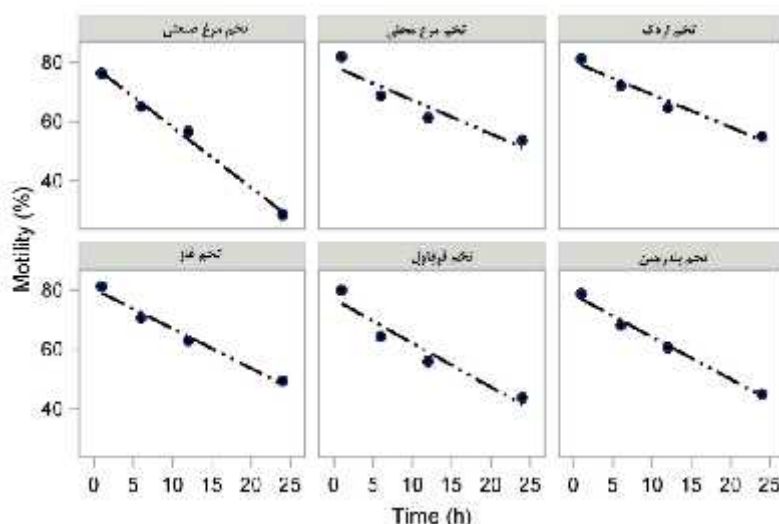 تخم مرغ صنعتی
تخم مرغ محلی
تخم اردک
80
60
40
Motility (%)
تخم غاز
تخم قرقاول
تخم بلدرچین
80
60
40
0 5 10 15 20 25 0 5 10 15 20 25 0 5 10 15 20 25
Time (h)